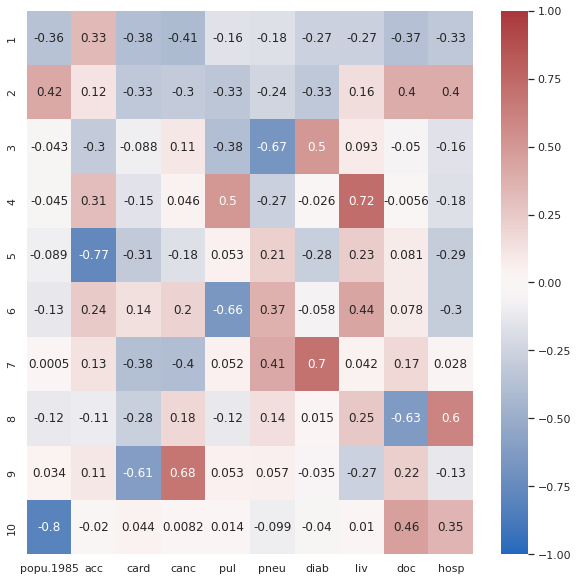 1 -0.36 0.33 -0.38 -0.41 -0.16 -0.18 -0.27 -0.27 -0.37 -0.33
2 0.42 0.12 -0.33 -0.3 -0.33 -0.24 -0.33 0.16 0.4 0.4
3 -0.043 -0.3 -0.088 0.11 -0.38 -0.67 0.5 0.093 -0.05 -0.16
4 -0.045 0.31 -0.15 0.046 0.5 -0.27 -0.026 0.72 -0.0056 -0.18
5 -0.089 -0.77 -0.31 -0.18 0.053 0.21 -0.28 0.23 0.081 -0.29
6 -0.13 0.24 0.14 0.2 -0.66 0.37 -0.058 0.44 0.078 -0.3
7 0.0005 0.13 -0.38 -0.4 0.052 0.41 0.7 0.042 0.17 0.028
8 -0.12 -0.11 -0.28 0.18 -0.12 0.14 0.015 0.25 -0.63 0.6
9 0.034 0.11 -0.61 0.68 0.053 0.057 -0.035 -0.27 0.22 -0.13
10 -0.8 -0.02 0.044 0.0082 0.014 -0.099 -0.04 0.01 0.46 0.35
popu.1985 acc card canc pul pneu diab liv doc hosp
1.00
0.75
0.50
0.25
0.00
−0.25
−0.50
−0.75
−1.00